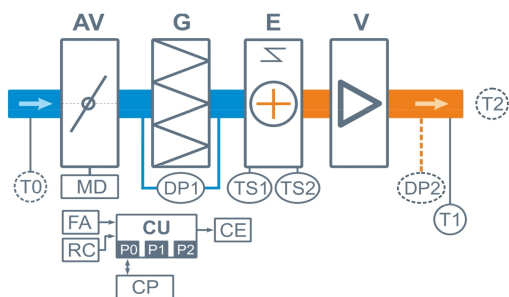 AV G E V
T0 MD DP1 TS1 TS2 DP2 T1 T2
FA CU CE
RC P0 P1 P2
CP